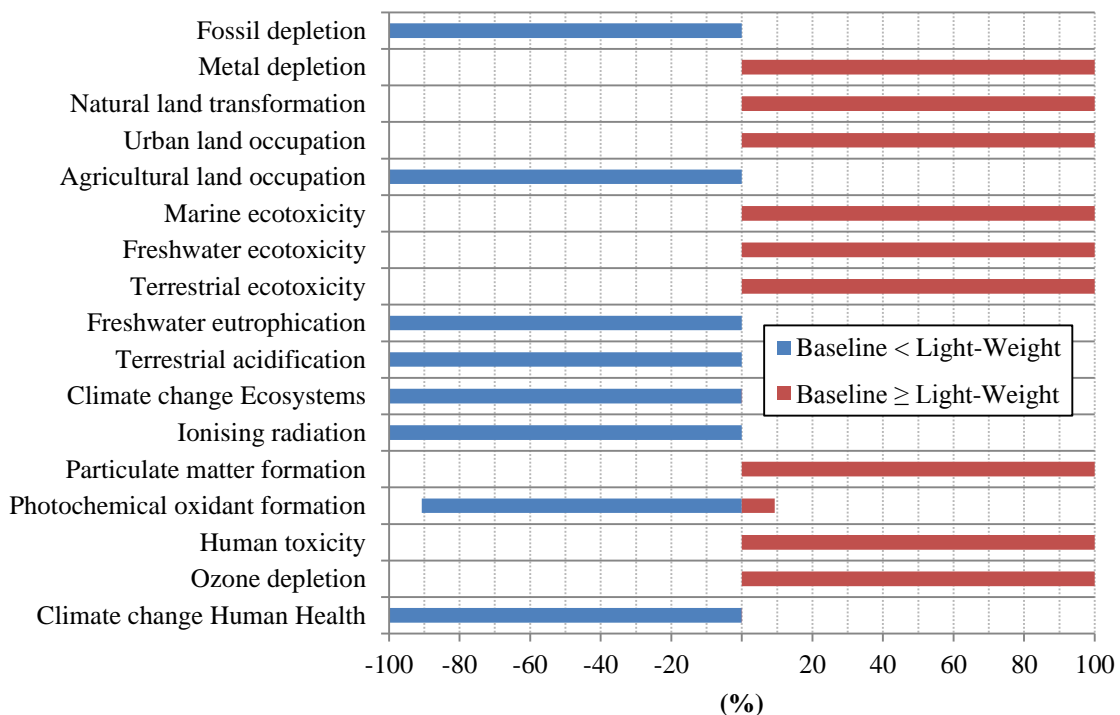 Fossil depletion
Metal depletion
Natural land transformation
Urban land occupation
Agricultural land occupation
Marine ecotoxicity
Freshwater ecotoxicity
Terrestrial ecotoxicity
Freshwater eutrophication
Terrestrial acidification
Climate change Ecosystems
Ionising radiation
Particulate matter formation
Photochemical oxidant formation
Human toxicity
Ozone depletion
Climate change Human Health
Baseline < Light-Weight
Baseline ≥ Light-Weight
-100 -80 -60 -40 -20 20 40 60 80 100
(%)